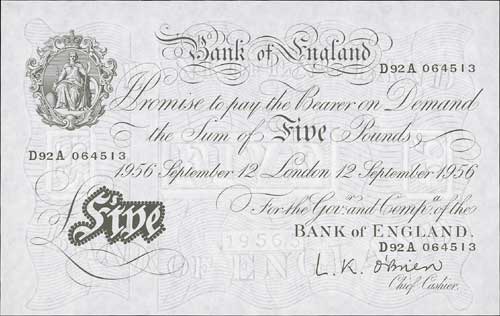 Bank of England
D92A 064513
Promise to pay the Bearer on Demand
the Sum of Five Pounds
D92A 064513
1956 September 12 London 12 September 1956
For the Govr. and Compa. of the
Five
BANK of ENGLAND.
D92A 064513
L. K. O'Brien
Chief Cashier.